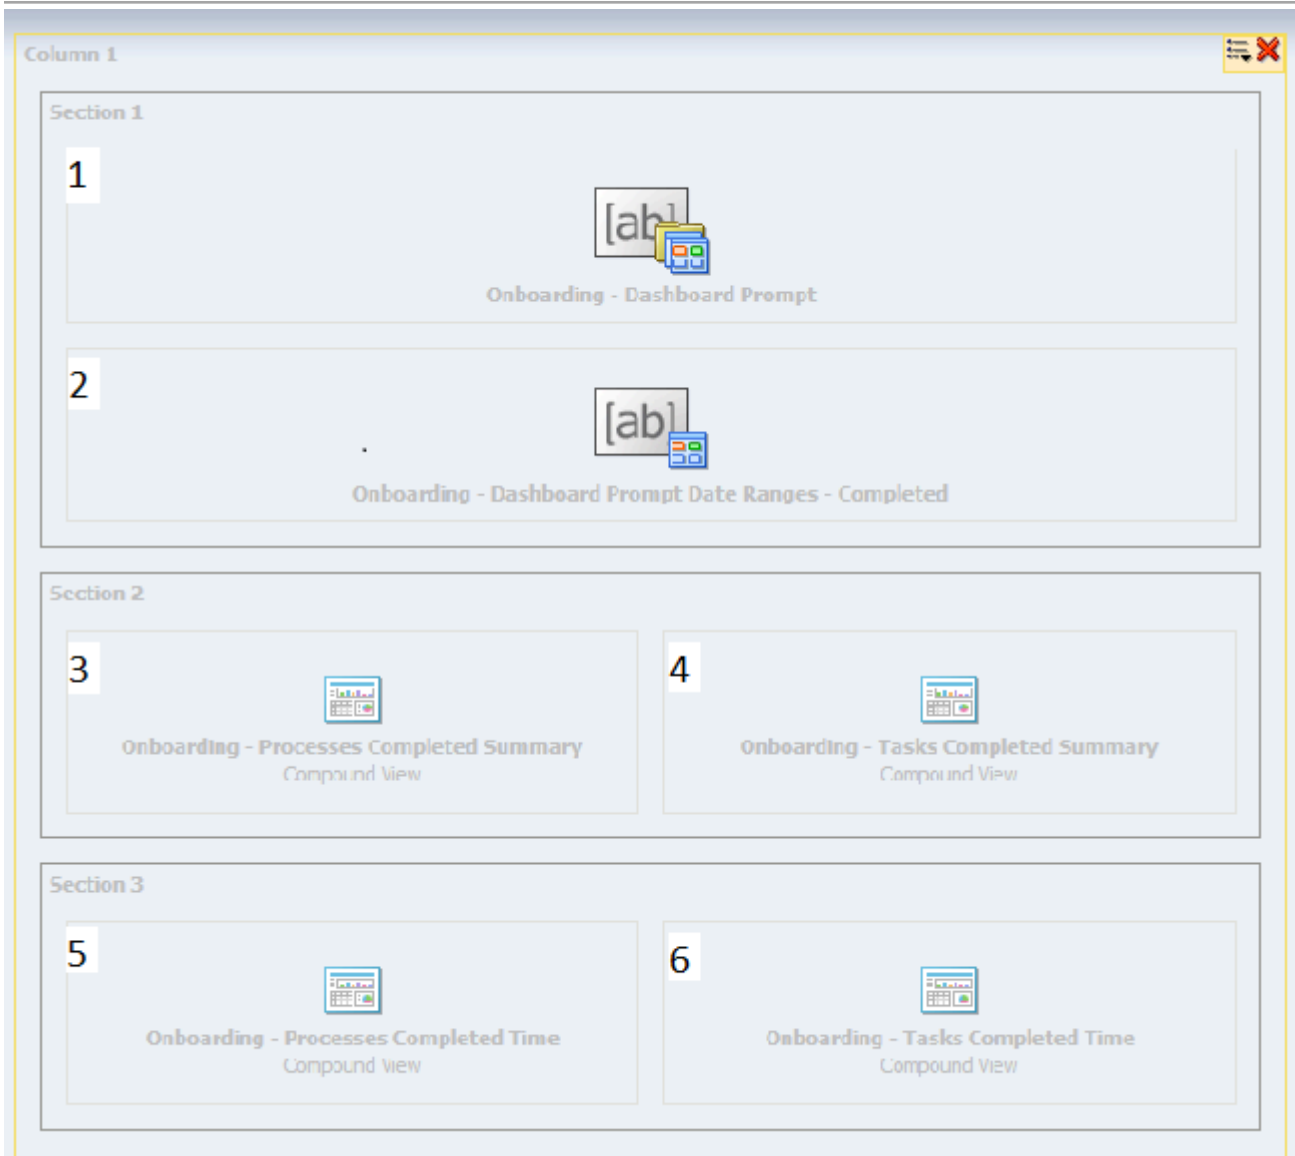 Column 1
Section 1
1
[ab]
Onboarding - Dashboard Prompt
2
[ab]
Onboarding - Dashboard Prompt Date Ranges - Completed
Section 2
3
Onboarding - Processes Completed Summary
Compound View
4
Onboarding - Tasks Completed Summary
Compound View
Section 3
5
Onboarding - Processes Completed Time
Compound View
6
Onboarding - Tasks Completed Time
Compound View